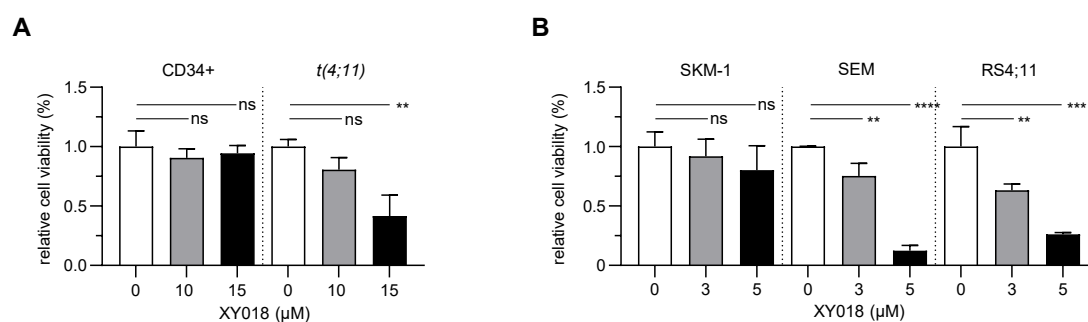 A
CD34+
t(4;11)
relative cell viability (%)
1.5
1.0
0.5
0.0
ns
ns
ns
**
0
10
15
0
10
15
XY018 (µM)
B
SKM-1
SEM
RS4;11
relative cell viability (%)
1.5
1.0
0.5
0
ns
ns
**
****
**
***
0
3
5
0
3
5
0
3
5
XY018 (µM)